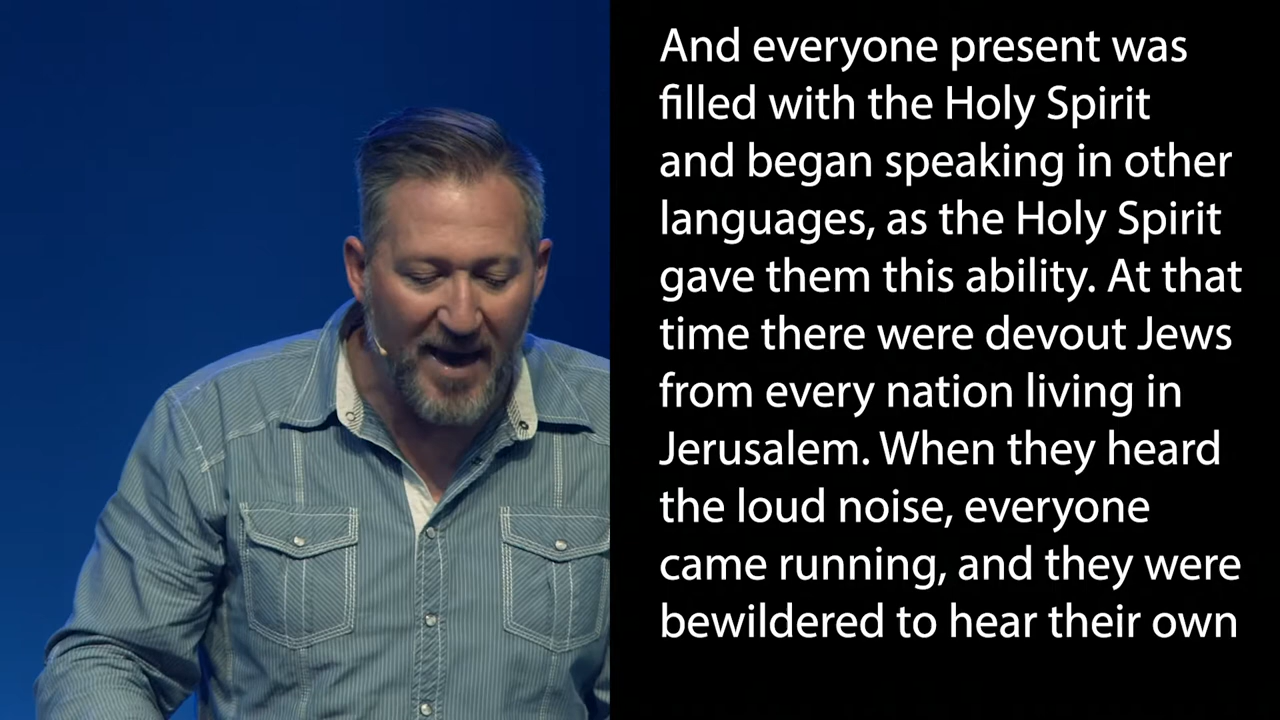 And everyone present was
filled with the Holy Spirit
and began speaking in other
languages, as the Holy Spirit
gave them this ability. At that
time there were devout Jews
from every nation living in
Jerusalem. When they heard
the loud noise, everyone
came running, and they were
bewildered to hear their own